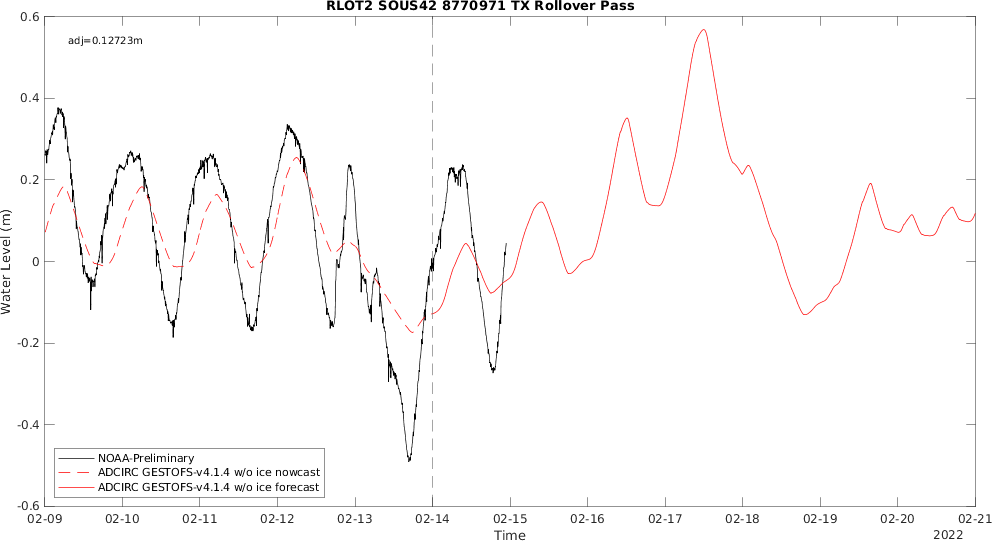 RLOT2 SOUS42 8770971 TX Rollover Pass
adj=0.12723m
Water Level (m)
0.6
0.4
0.2
0
-0.2
-0.4
-0.6
NOAA-Preliminary
ADCIRC GESTOFS-v4.1.4 w/o ice nowcast
ADCIRC GESTOFS-v4.1.4 w/o ice forecast
02-09 02-10 02-11 02-12 02-13 02-14 02-15 02-16 02-17 02-18 02-19 02-20 02-21
Time
2022